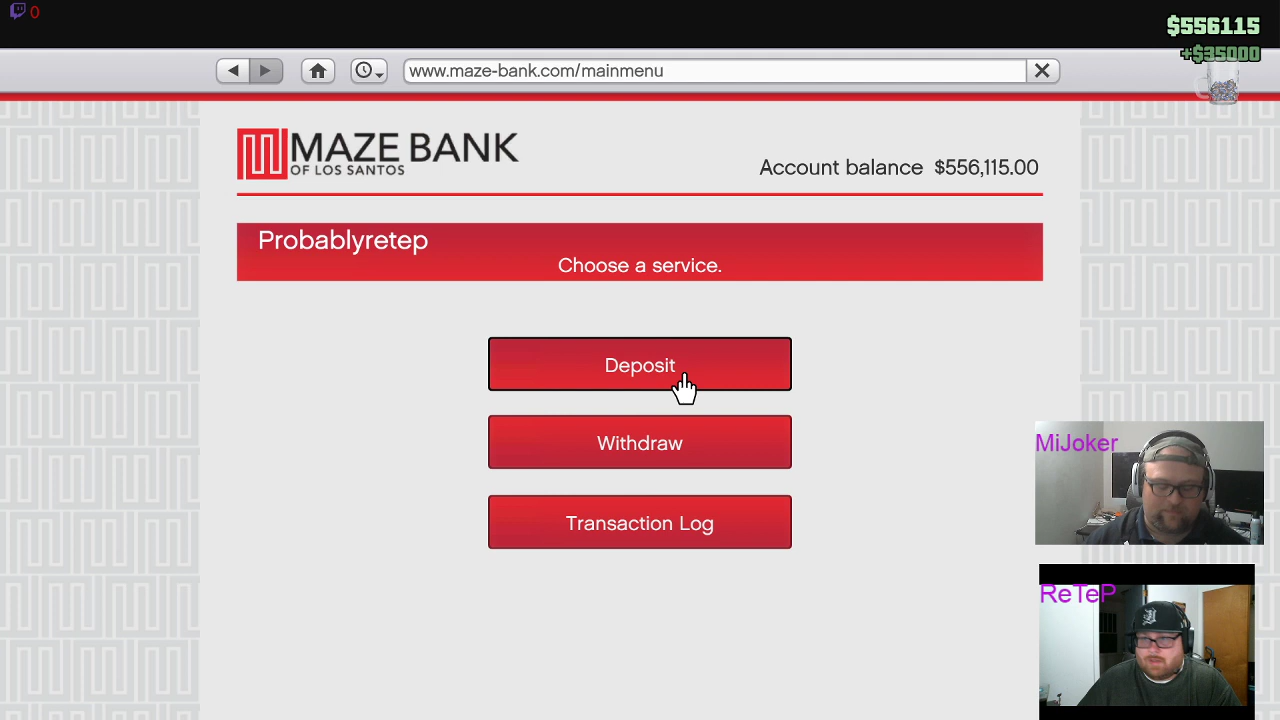 0
$556115
+$35000
www.maze-bank.com/mainmenu
MAZE BANK
OF LOS SANTOS
Account balance $556,115.00
Probablyretep
Choose a service.
Deposit
Withdraw
Transaction Log
MiJoker
ReTeP